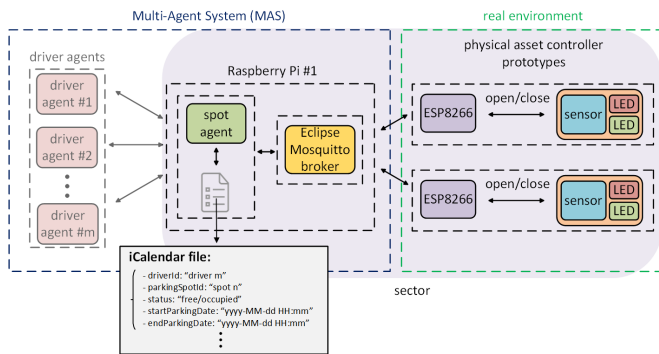 Multi-Agent System (MAS)
real environment
driver agents
driver
agent #1
driver
agent #2
driver
agent #m
Raspberry Pi #1
spot
agent
Eclipse
Mosquitto
broker
physical asset controller
prototypes
ESP8266
open/close
sensor
LED
LED
ESP8266
open/close
sensor
LED
LED
sector
iCalendar file:
- driverId: “driver m”
- parkingSpotId: “spot n”
- status: “free/occupied”
- startParkingDate: “yyyy-MM-dd HH:mm”
- endParkingDate: “yyyy-MM-dd HH:mm”